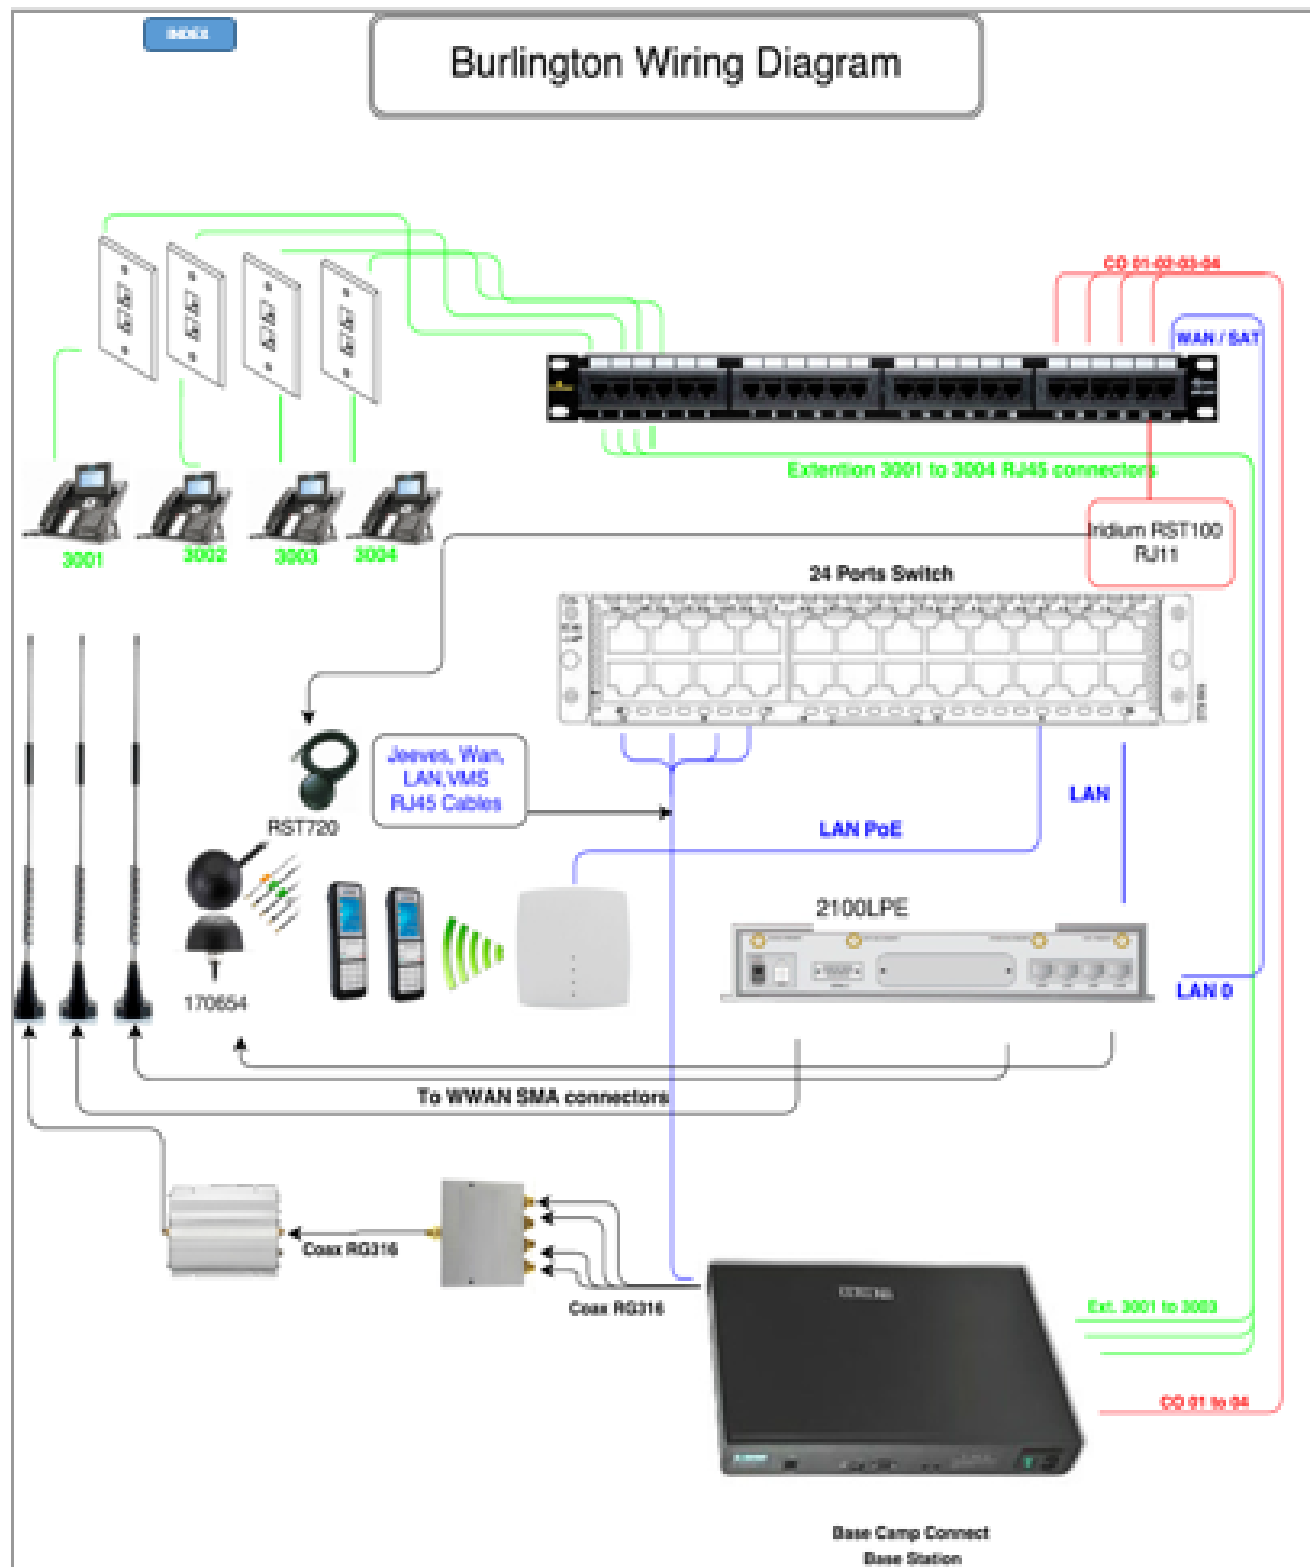 INDEX
Burlington Wiring Diagram
CO 01-02-03-04
WAN / SAT
Extention 3001 to 3004 RJ45 connectors
Iridium RST100
RJ11
3001
3002
3003
3004
24 Ports Switch
Jeeves, Wan,
LAN,VMS
RJ45 Cables
RST720
LAN PoE
LAN
2100LPE
170654
LAN 0
To WWAN SMA connectors
Coax RG316
Coax RG316
Ext. 3001 to 3003
CO 01 to 04
Base Camp Connect
Base Station